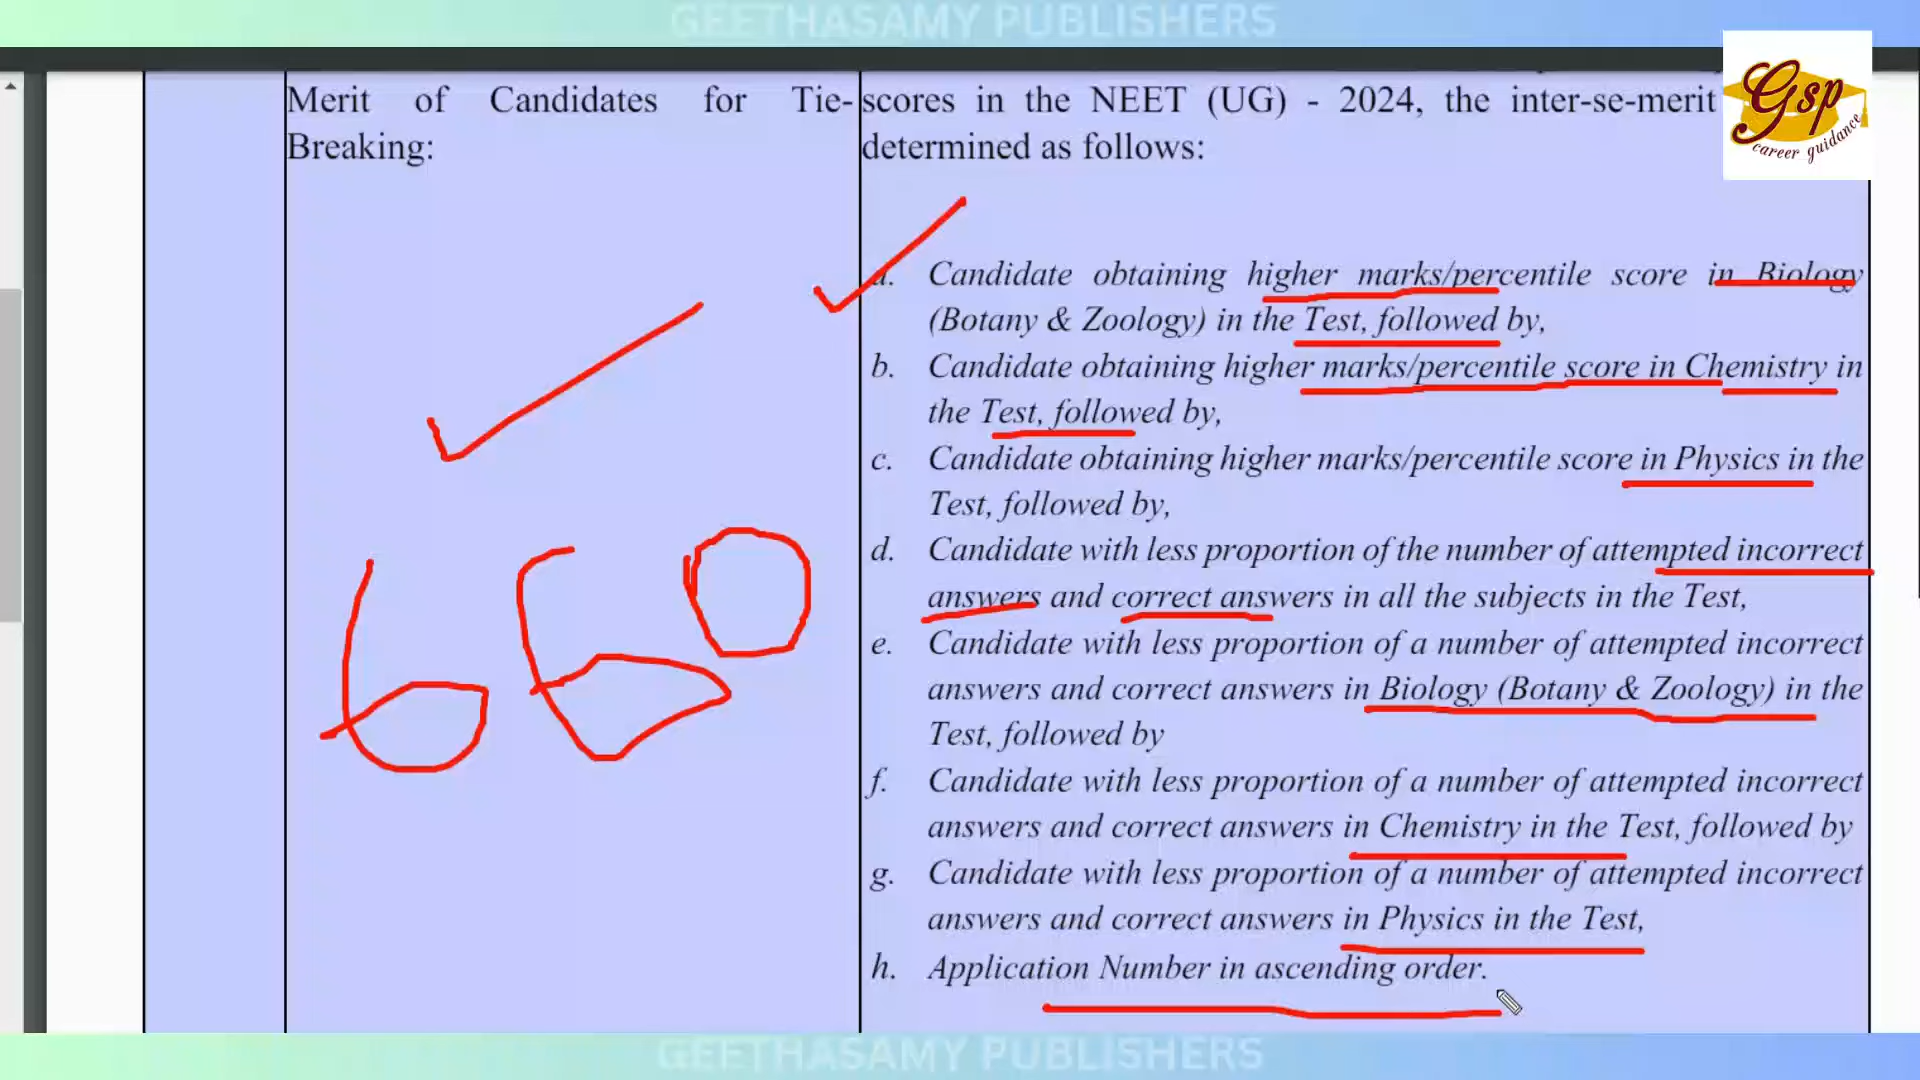 GEETHASAMY PUBLISHERS
Merit of Candidates for Tie-
Breaking:
scores in the NEET (UG) - 2024, the inter-se-merit
determined as follows:
Gsp
career guidance
a. Candidate obtaining higher marks/percentile score in Biology
(Botany & Zoology) in the Test, followed by,
b. Candidate obtaining higher marks/percentile score in Chemistry in
the Test, followed by,
c. Candidate obtaining higher marks/percentile score in Physics in the
Test, followed by,
d. Candidate with less proportion of the number of attempted incorrect
answers and correct answers in all the subjects in the Test,
e. Candidate with less proportion of a number of attempted incorrect
answers and correct answers in Biology (Botany & Zoology) in the
Test, followed by
f. Candidate with less proportion of a number of attempted incorrect
answers and correct answers in Chemistry in the Test, followed by
g. Candidate with less proportion of a number of attempted incorrect
answers and correct answers in Physics in the Test,
h. Application Number in ascending order.
660
GEETHASAMY PUBLISHERS